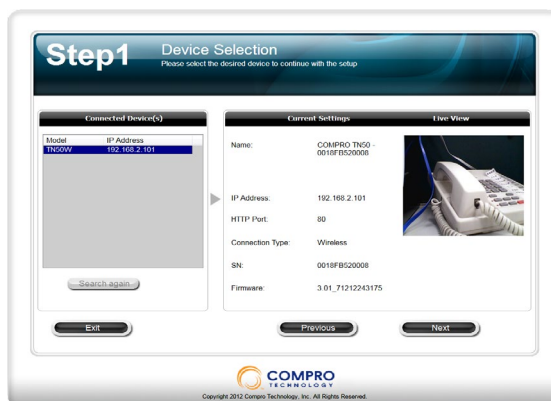 Step1
Device Selection
Please select the desired device to continue with the setup
Connected Device(s)
Model IP Address
TN50W 192.168.2.101
Search again
Current Settings Live View
Name: COMPRO TN50 -
0018FB520008
IP Address: 192.168.2.101
HTTP Port: 80
Connection Type: Wireless
SN: 0018FB520008
Firmware: 3.01_71212243175
Exit
Previous
Next
COMPRO
TECHNOLOGY
Copyright 2012 Compro Technology, Inc. All Rights Reserved.